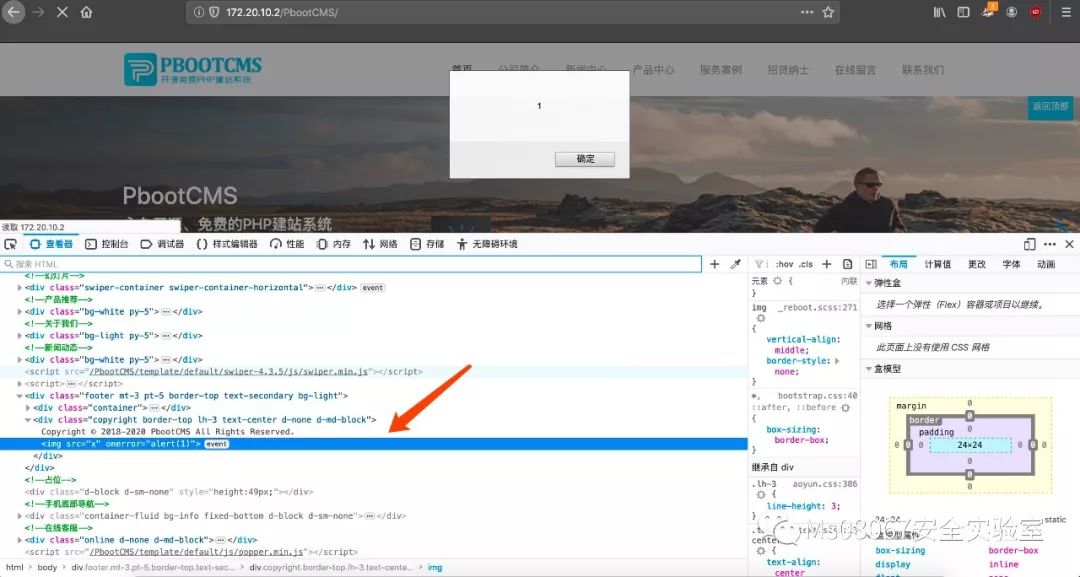 172.20.10.2/PbootCMS/
PBOOTCMS
开源免费PHP建站系统
首页 公司简介 新闻中心 产品中心 服务案例 招贤纳士 在线留言 联系我们
1
确定
返回顶部
PbootCMS
、免费的PHP建站系统
读取 172.20.10.2
查看器 控制台 调试器 {} 样式编辑器 性能 内存 网络 存储 无障碍环境
搜索 HTML
:hov .cls
布局 计算值 更改 字体 动画
<!--幻灯片-->
<div class="swiper-container swiper-container-horizontal"></div> event
<!--产品推荐-->
<div class="bg-white py-5"></div>
<!--关于我们-->
<div class="bg-light py-5"></div>
<!--新闻动态-->
<div class="bg-white py-5"></div>
<script src="/PbootCMS/template/default/swiper-4.3.5/js/swiper.min.js"></script>
<script></script>
<div class="footer mt-3 pt-5 border-top text-secondary bg-light">
<div class="container"></div>
<div class="copyright border-top lh-3 text-center d-none d-md-block">
Copyright © 2018-2020 PbootCMS All Rights Reserved.
<img src="x" onerror="alert(1)"> event
</div>
</div>
<!--占位-->
<div class="d-block d-sm-none" style="height:49px;"></div>
<!--手机底部导航-->
<div class="container-fluid bg-info fixed-bottom d-block d-sm-none"></div>
<!--在线客服-->
<div class="online d-none d-md-block"></div>
<script src="/PbootCMS/template/default/js/popper.min.js"></script>
html body div.footer.mt-3.pt-5.border-top.text-sec... div.copyright.border-top.lh-3.text-cente... img
元素 { 内联
}
img _reboot.scss:271
{
vertical-align:
middle;
border-style:
none;
}
*, bootstrap.css:40
::after, ::before
{
box-sizing:
border-box;
}
继承自 div
.lh-3 aoyun.css:386
{
line-height: 3;
}
{
text-align:
center
弹性盒
选择一个弹性（Flex）容器或项目以继续。
网格
此页面上没有使用 CSS 网格
盒模型
margin 0
border 0
padding 0
0 0 0 24×24 0 0 0
0
0
0
24×24 static
盒模型属性
box-sizing border-box
display inline
安全实验室